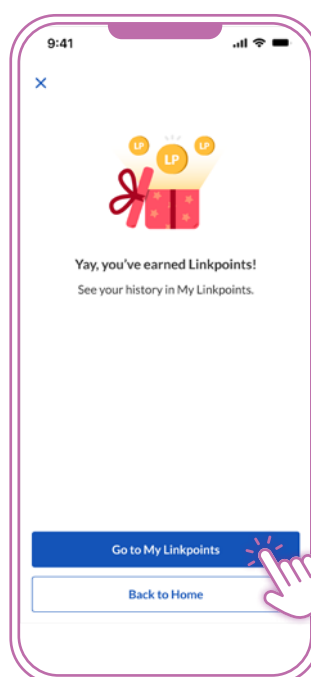 9:41
LP
LP
LP
Yay, you've earned Linkpoints!
See your history in My Linkpoints.
Go to My Linkpoints
Back to Home